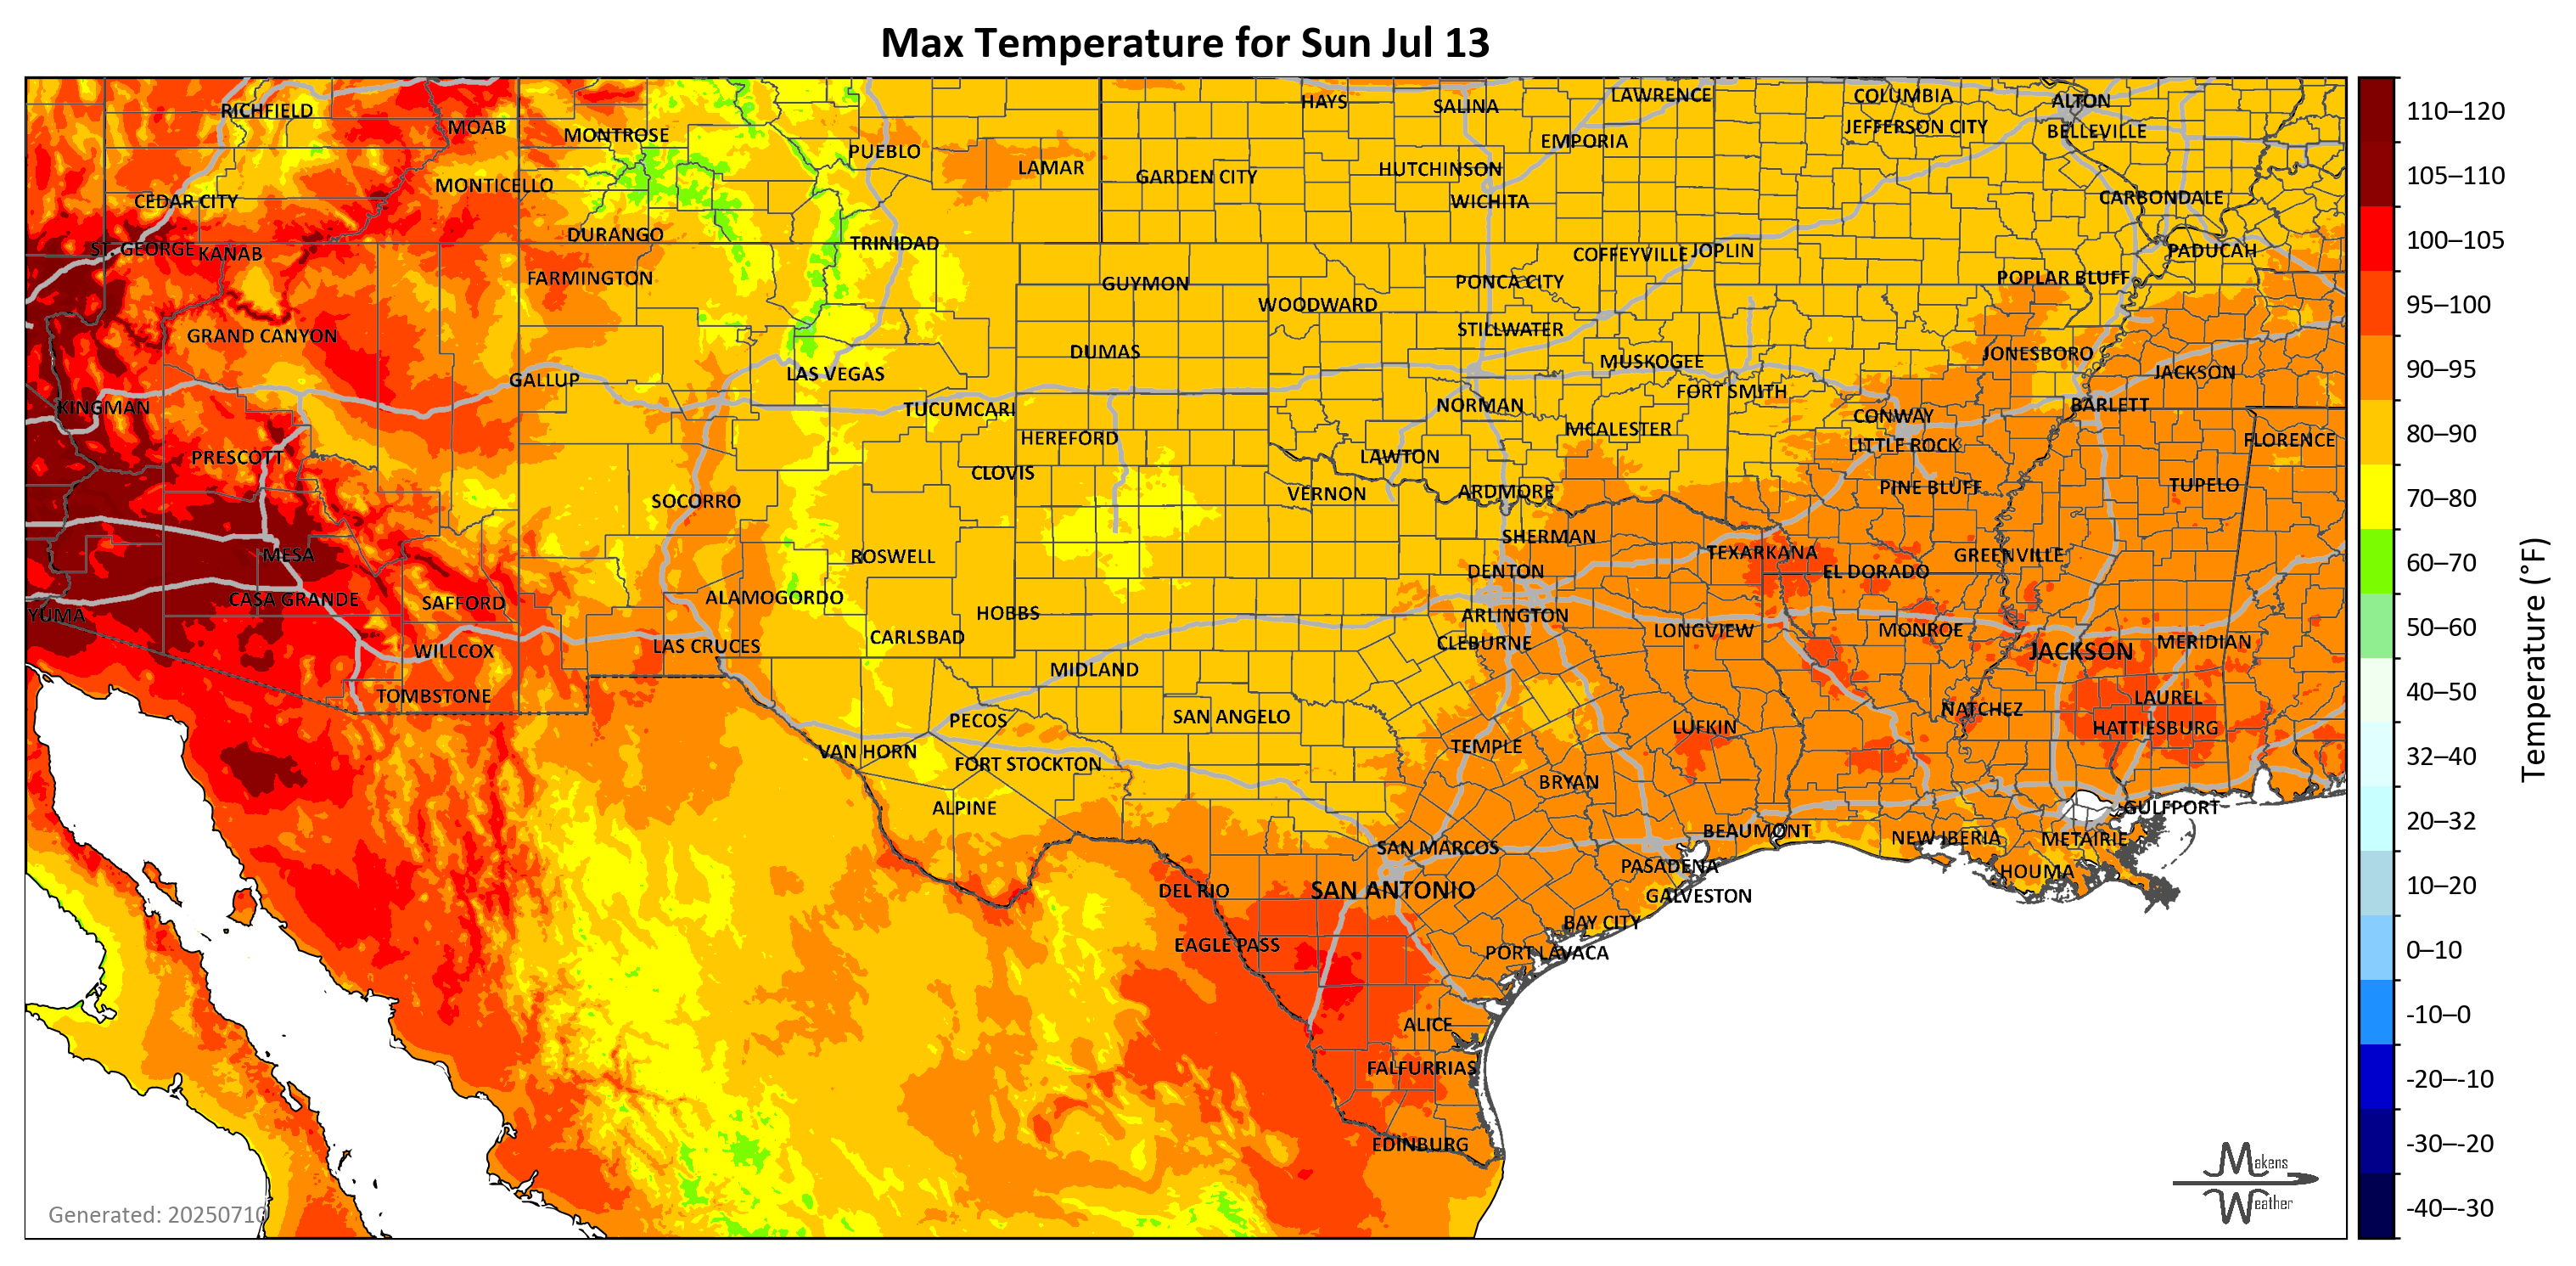 Max Temperature for Sun Jul 13
RICHFIELD
MOAB
MONTROSE
PUEBLO
LAMAR
HAYS
SALINA
LAWRENCE
COLUMBIA
ALTON
EMPORIA
JEFFERSON CITY
BELLEVILLE
CEDAR CITY
MONTICELLO
GARDEN CITY
HUTCHINSON
WICHITA
CARBONDALE
ST. GEORGE
KANAB
DURANGO
TRINIDAD
COFFEYVILLE
JOPLIN
PADUCAH
FARMINGTON
GUYMON
WOODWARD
PONCA CITY
POPLAR BLUFF
GRAND CANYON
STILLWATER
DUMAS
MUSKOGEE
JONESBORO
JACKSON
GALLUP
LAS VEGAS
FORT SMITH
KINGMAN
TUCUMCARI
NORMAN
CONWAY
BARLETT
HEREFORD
MCALESTER
LITTLE ROCK
FLORENCE
PRESCOTT
CLOVIS
LAWTON
SOCORRO
VERNON
ARDMORE
PINE BLUFF
TUPELO
MESA
ROSWELL
SHERMAN
TEXARKANA
GREENVILLE
DENTON
EL DORADO
YUMA
CASA GRANDE
SAFFORD
ALAMOGORDO
HOBBS
ARLINGTON
WILLCOX
LAS CRUCES
CARLSBAD
CLEBURNE
LONGVIEW
MONROE
JACKSON
MERIDIAN
TOMBSTONE
MIDLAND
LAUREL
PECOS
SAN ANGELO
LUFKIN
NATCHEZ
HATTIESBURG
VAN HORN
FORT STOCKTON
TEMPLE
BRYAN
ALPINE
GULFPORT
SAN MARCOS
BEAUMONT
NEW IBERIA
METAIRIE
DEL RIO
SAN ANTONIO
PASADENA
HOUMA
GALVESTON
EAGLE PASS
BAY CITY
PORT LAVACA
ALICE
FALFURRIAS
EDINBURG
Generated: 20250710
Makens
Weather
110–120
105–110
100–105
95–100
90–95
80–90
70–80
60–70
50–60
40–50
32–40
20–32
10–20
0–10
-10–0
-20–-10
-30–-20
-40–-30
Temperature (°F)